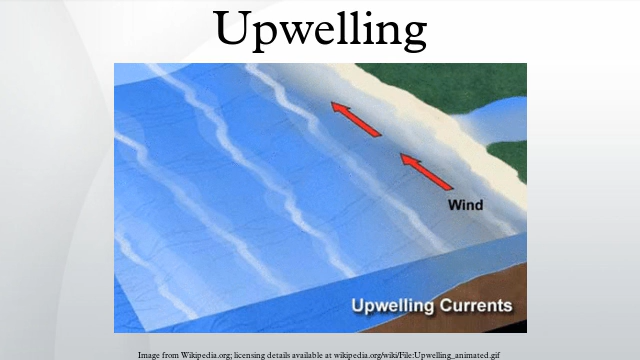 Upwelling
Wind
Upwelling Currents
Image from Wikipedia.org; licensing details available at wikipedia.org/wiki/File:Upwelling_animated.gif